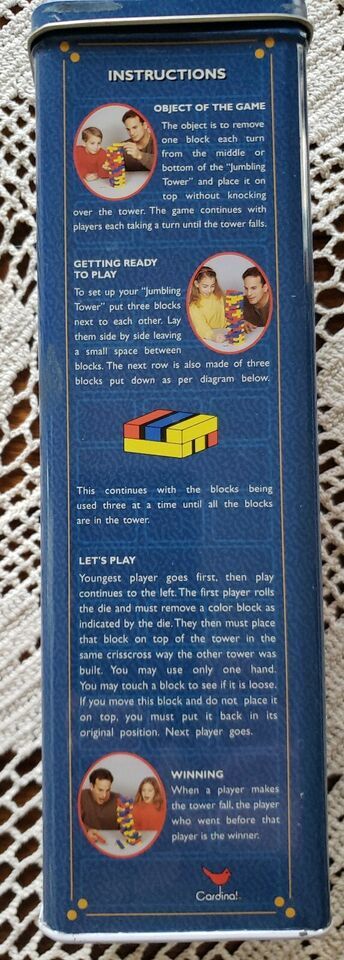 INSTRUCTIONS
OBJECT OF THE GAME
The object is to remove
one block each turn
from the middle or
bottom of the "Jumbling
Tower" and place it on
top without knocking
over the tower. The game continues with
players each taking a turn until the tower falls.
GETTING READY
TO PLAY
To set up your "Jumbling
Tower" put three blocks
next to each other. Lay
them side by side leaving
a small space between
blocks. The next row is also made of three
blocks put down as per diagram below.
This continues with the blocks being
used three at a time until all the blocks
are in the tower.
LET'S PLAY
Youngest player goes first, then play
continues to the left. The first player rolls
the die and must remove a color block as
indicated by the die. They then must place
that block on top of the tower in the
same crisscross way the other tower was
built. You may use only one hand.
You may touch a block to see if it is loose.
If you move this block and do not place it
on top, you must put it back in its
original position. Next player goes.
WINNING
When a player makes
the tower fall, the player
who went before that
player is the winner.
Cardinal